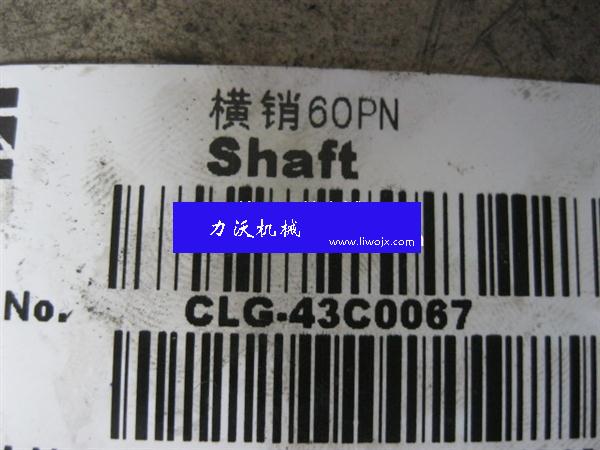 横销60PN
Shaft
力沃机械
www.liwojx.com
No.
CLG-43C0067